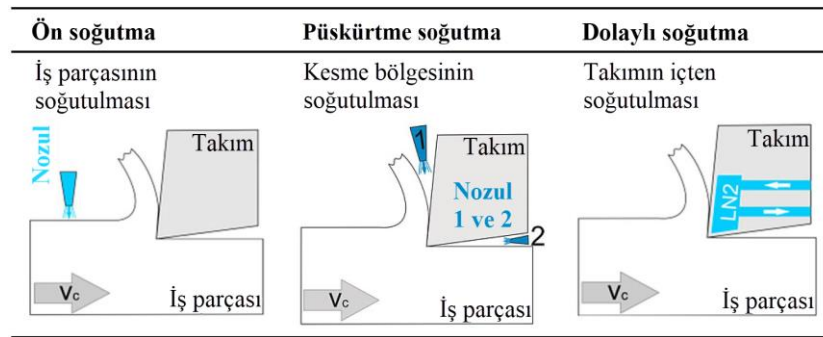 Ön soğutma
Püskürtme soğutma
Dolaylı soğutma
İş parçasının
soğutulması
Nozul
Takım
Vc
İş parçası
Kesme bölgesinin
soğutulması
1
Takım
Nozul
1 ve 2
2
Vc
İş parçası
Takımın içten
soğutulması
Takım
LN2
Vc
İş parçası